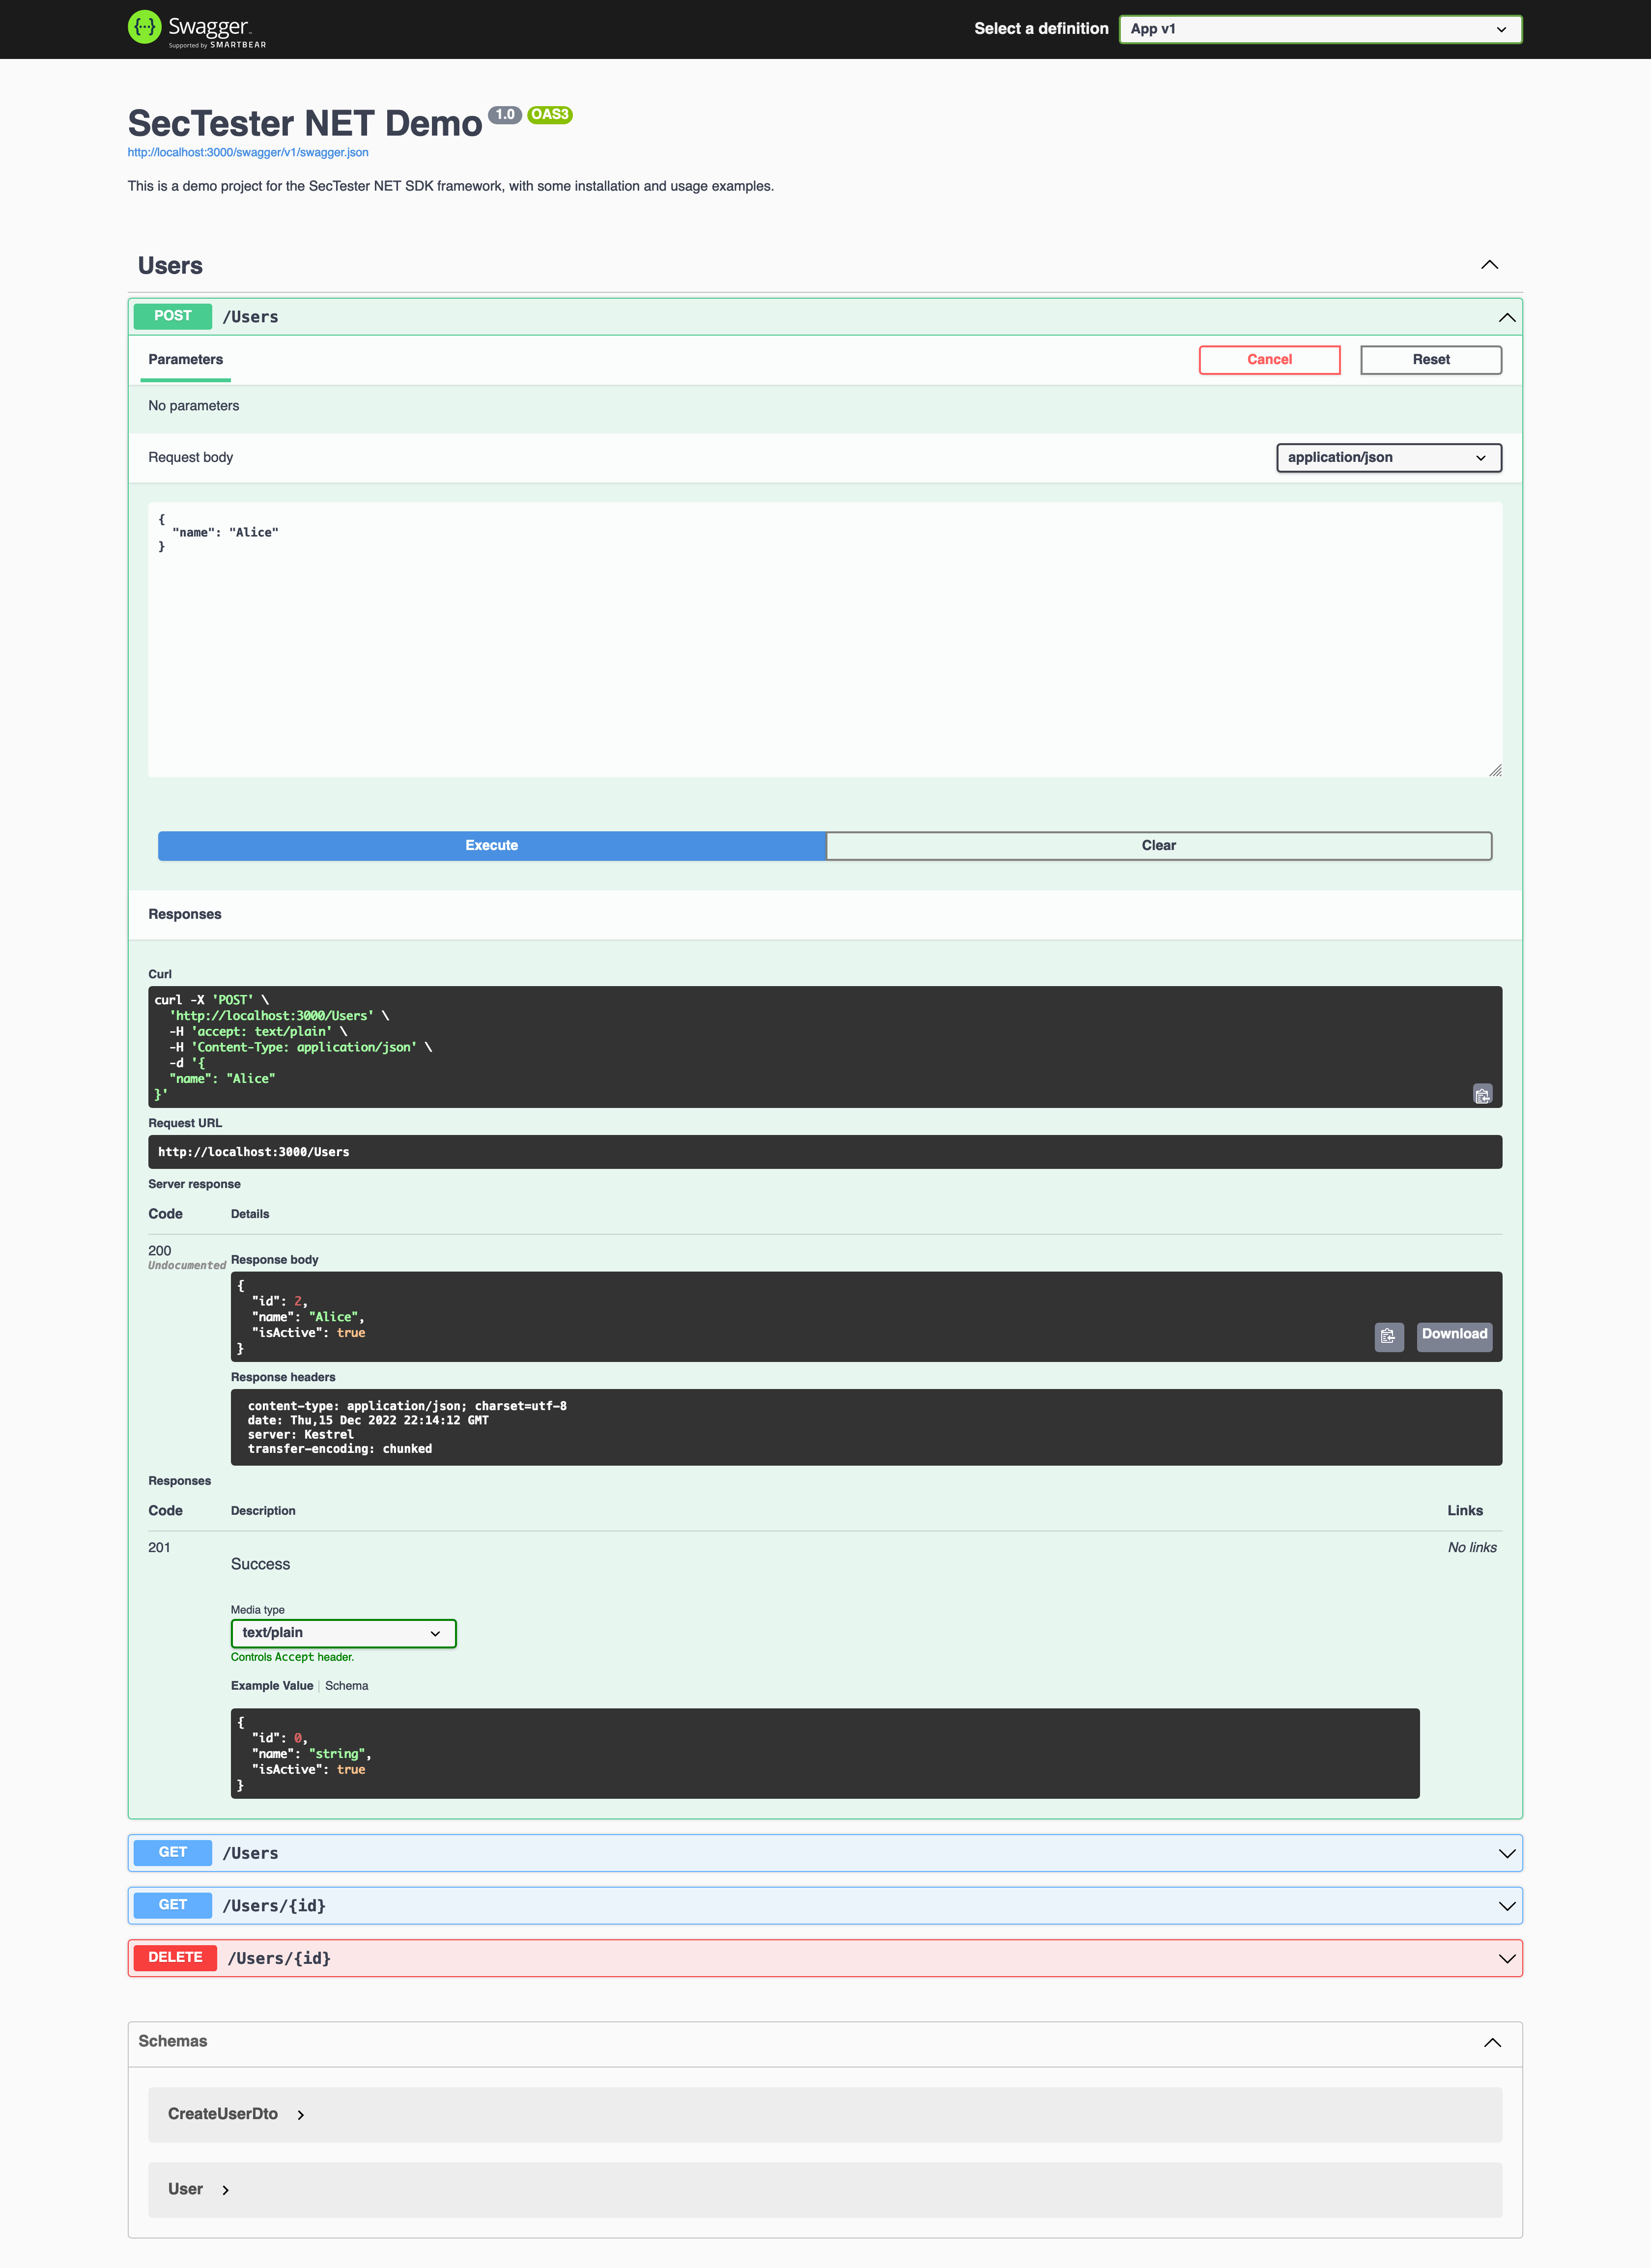 Swagger
Supported by SMARTBEAR
Select a definition
App v1
SecTester NET Demo 1.0 OAS3
http://localhost:3000/swagger/v1/swagger.json
This is a demo project for the SecTester NET SDK framework, with some installation and usage examples.
Users
POST /Users
Parameters
Cancel
Reset
No parameters
Request body
application/json
{
  "name": "Alice"
}
Execute
Clear
Responses
Curl
curl -X 'POST' \
  'http://localhost:3000/Users' \
  -H 'accept: text/plain' \
  -H 'Content-Type: application/json' \
  -d '{
  "name": "Alice"
}'
Request URL
http://localhost:3000/Users
Server response
Code Details
200
Undocumented
Response body
{
  "id": 2,
  "name": "Alice",
  "isActive": true
}
Download
Response headers
content-type: application/json; charset=utf-8
date: Thu,15 Dec 2022 22:14:12 GMT
server: Kestrel
transfer-encoding: chunked
Responses
Code Description Links
201
Success
No links
Media type
text/plain
Controls Accept header.
Example Value Schema
{
  "id": 0,
  "name": "string",
  "isActive": true
}
GET /Users
GET /Users/{id}
DELETE /Users/{id}
Schemas
CreateUserDto
User